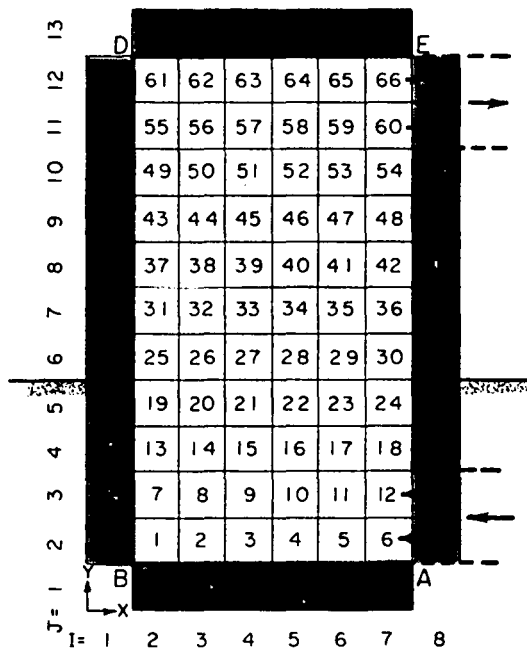 13
D E
12 61 62 63 64 65 66
11 55 56 57 58 59 60
10 49 50 51 52 53 54
9 43 44 45 46 47 48
8 37 38 39 40 41 42
7 31 32 33 34 35 36
6 25 26 27 28 29 30
5 19 20 21 22 23 24
4 13 14 15 16 17 18
3 7 8 9 10 11 12
2 1 2 3 4 5 6
B A
Y
X
J= 1
I= 1 2 3 4 5 6 7 8